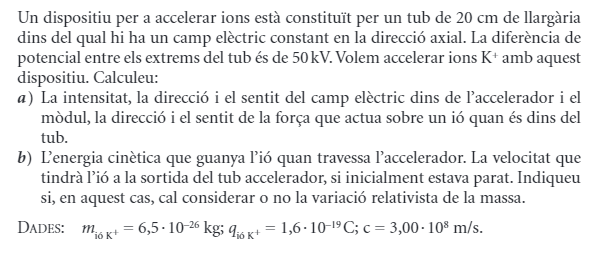 Un dispositiu per a accelerar ions està constituït per un tub de 20 cm de llargària
dins del qual hi ha un camp elèctric constant en la direcció axial. La diferència de
potencial entre els extrems del tub és de 50 kV. Volem accelerar ions K⁺ amb aquest
dispositiu. Calculeu:
a) La intensitat, la direcció i el sentit del camp elèctric dins de l’accelerador i el
mòdul, la direcció i el sentit de la força que actua sobre un ió quan és dins del
tub.
b) L’energia cinètica que guanya l’ió quan travessa l’accelerador. La velocitat que
tindrà l’ió a la sortida del tub accelerador, si inicialment estava parat. Indiqueu
si, en aquest cas, cal considerar o no la variació relativista de la massa.
DADES: m ió K⁺ = 6,5 · 10⁻²⁶ kg; q ió K⁺ = 1,6 · 10⁻¹⁹ C; c = 3,00 · 10⁸ m/s.